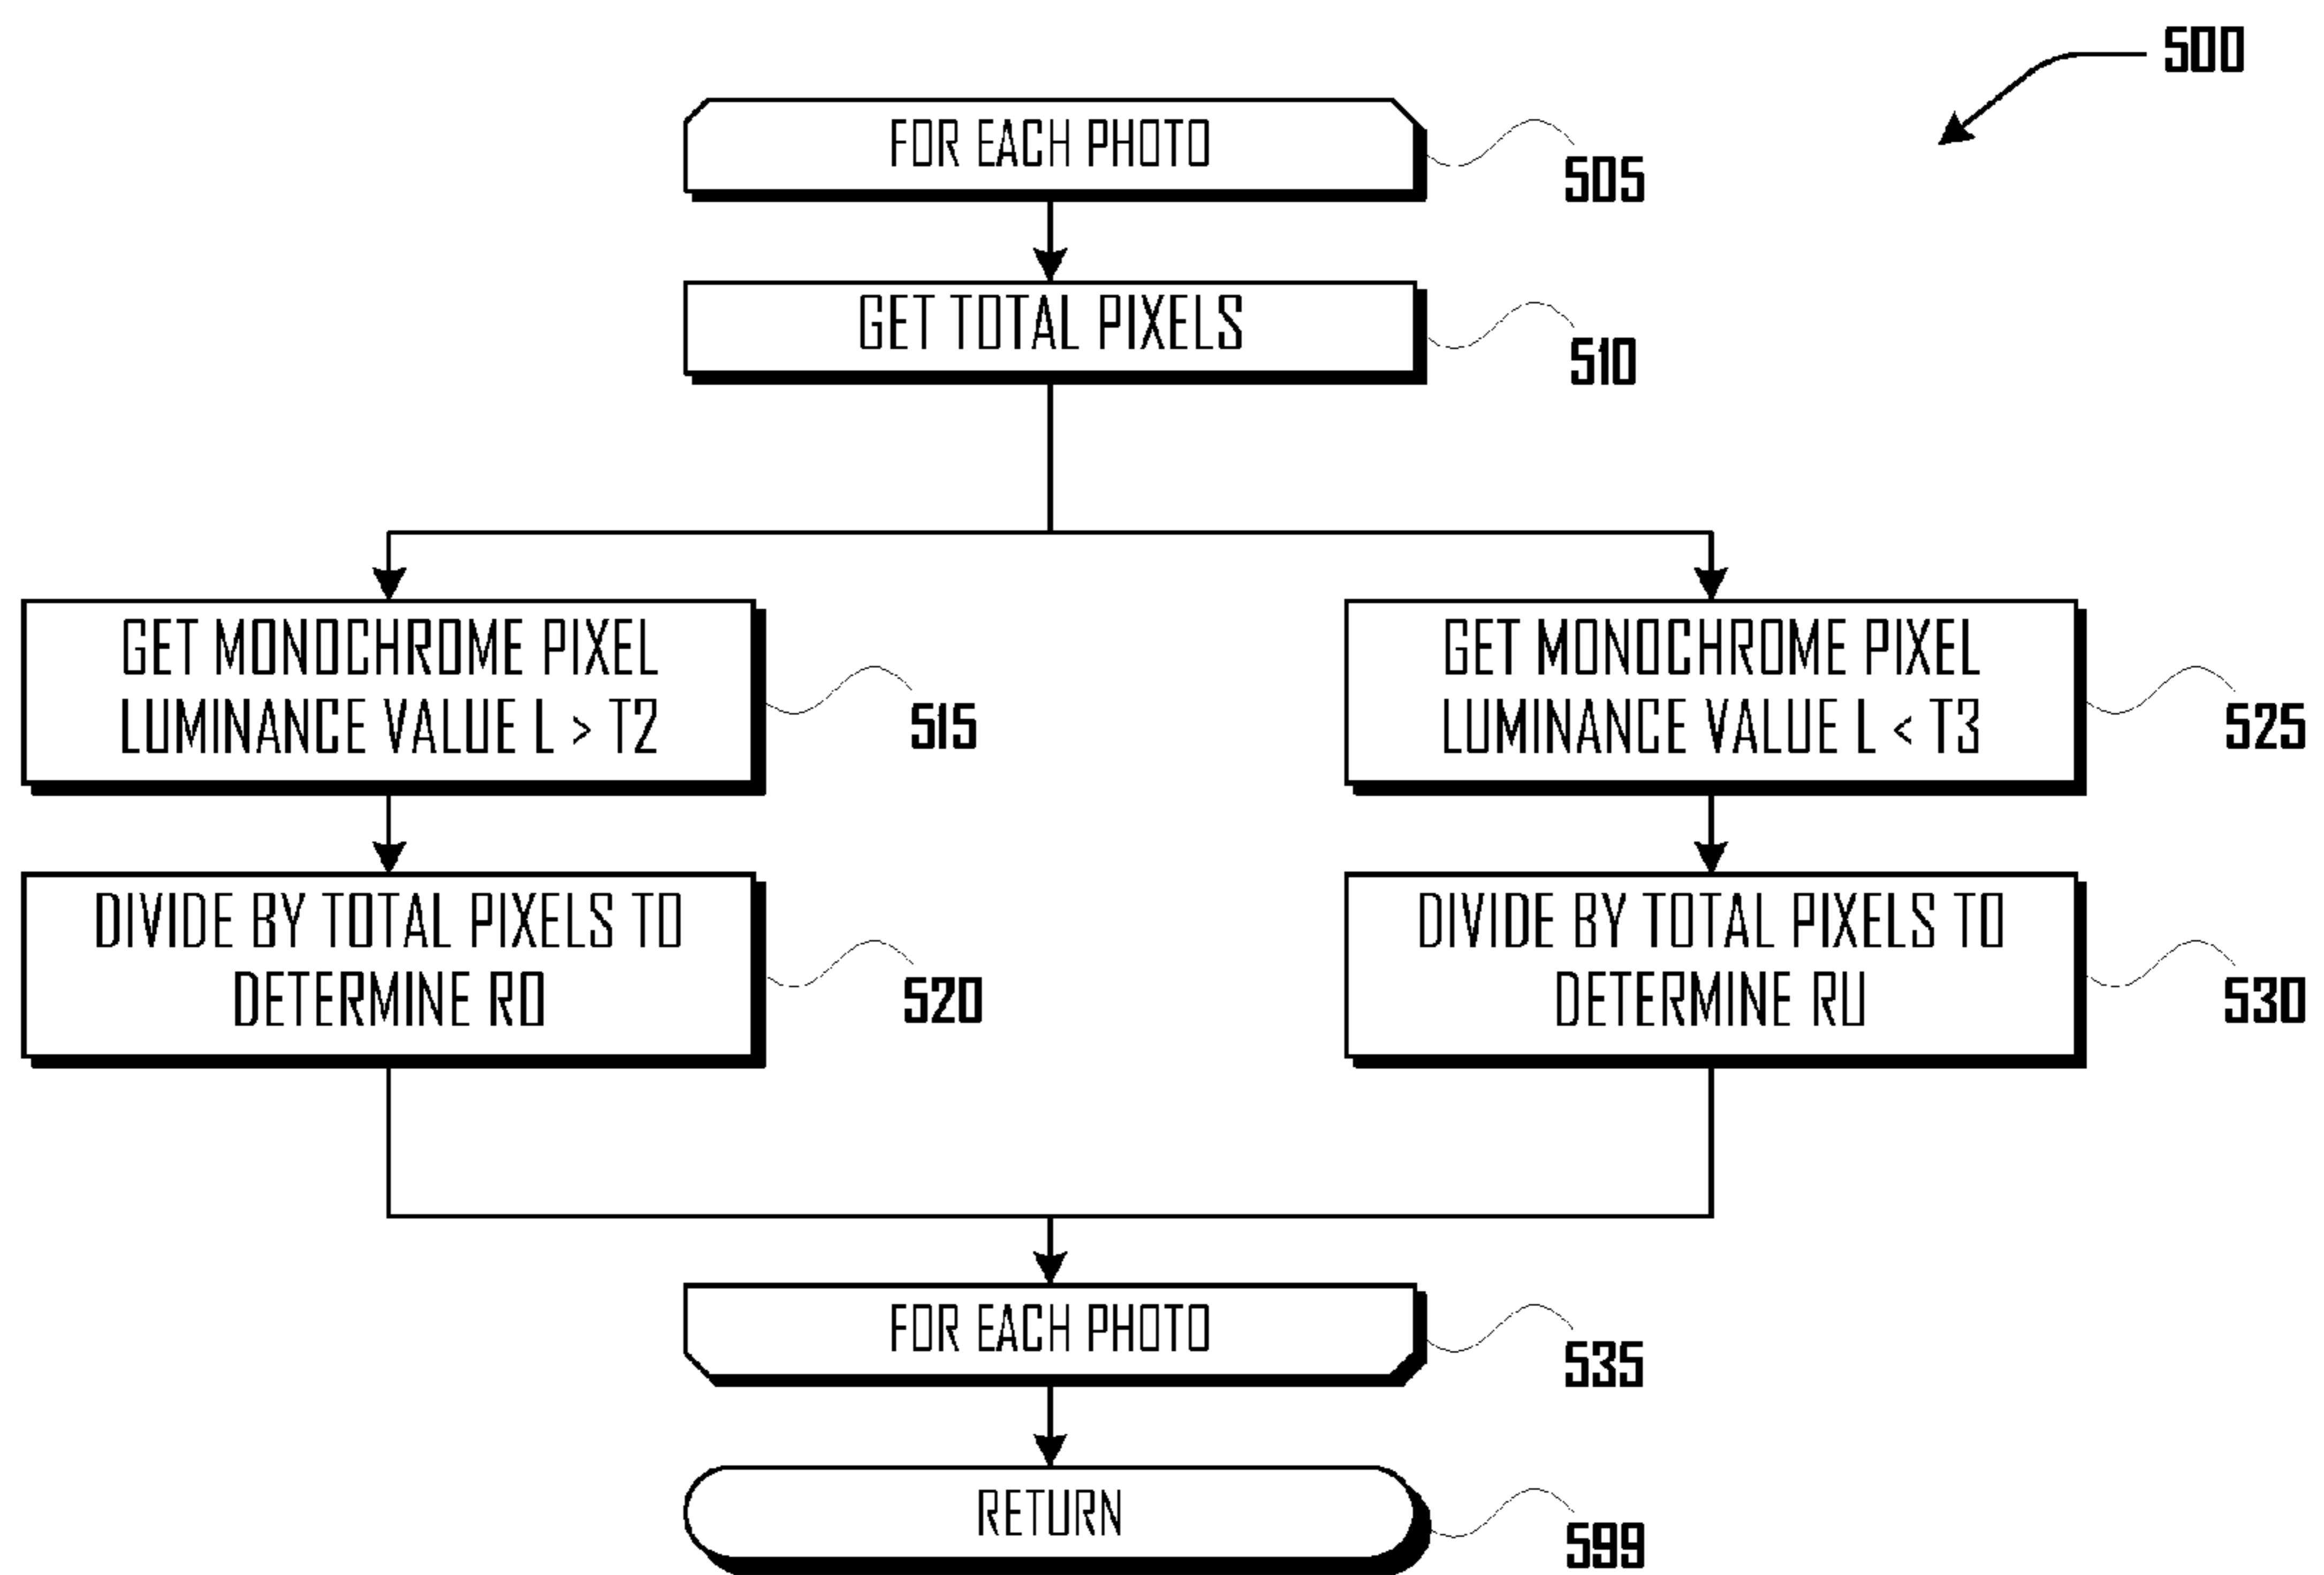 500
FOR EACH PHOTO
505
GET TOTAL PIXELS
510
GET MONOCHROME PIXEL
LUMINANCE VALUE L > T2
515
GET MONOCHROME PIXEL
LUMINANCE VALUE L < T3
525
DIVIDE BY TOTAL PIXELS TO
DETERMINE RO
520
DIVIDE BY TOTAL PIXELS TO
DETERMINE RU
530
FOR EACH PHOTO
535
RETURN
599